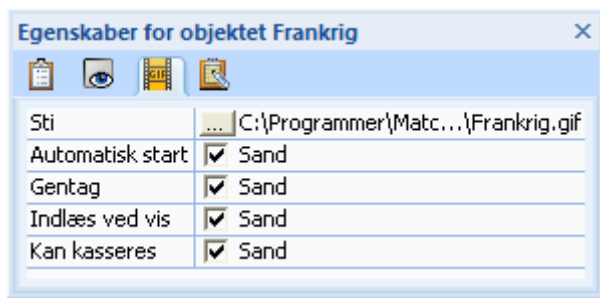 Egenskaber for objektet Frankrig
GIF
Sti ... C:\Programmer\Matc...\Frankrig.gif
Automatisk start Sand
Gentag Sand
Indlæs ved vis Sand
Kan kasseres Sand